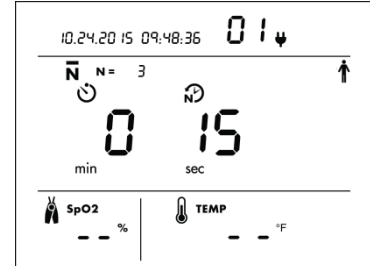 10.24.2015 09:48:36 01
N N = 3
N
0 15
min sec
SpO2 TEMP
-- % -- °F